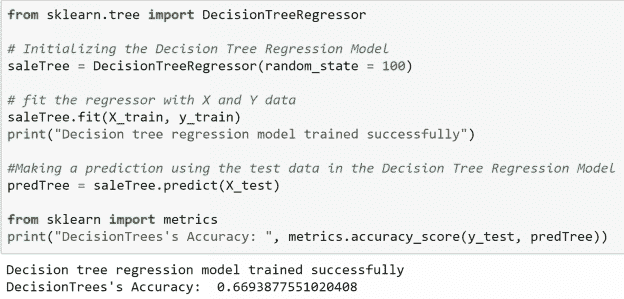 from sklearn.tree import DecisionTreeRegressor
# Initializing the Decision Tree Regression Model
saleTree = DecisionTreeRegressor(random_state = 100)
# fit the regressor with X and Y data
saleTree.fit(X_train, y_train)
print("Decision tree regression model trained successfully")
#Making a prediction using the test data in the Decision Tree Regression Model
predTree = saleTree.predict(X_test)
from sklearn import metrics
print("DecisionTrees's Accuracy: ", metrics.accuracy_score(y_test, predTree))
Decision tree regression model trained successfully
DecisionTrees's Accuracy:  0.6693877551020408